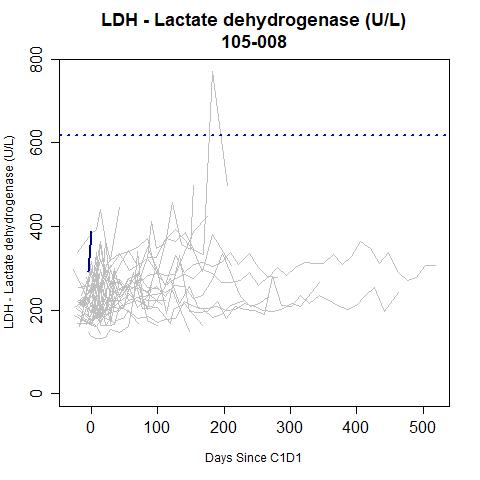 LDH - Lactate dehydrogenase (U/L)
105-008
LDH - Lactate dehydrogenase (U/L)
800
600
400
200
0
0 100 200 300 400 500
Days Since C1D1